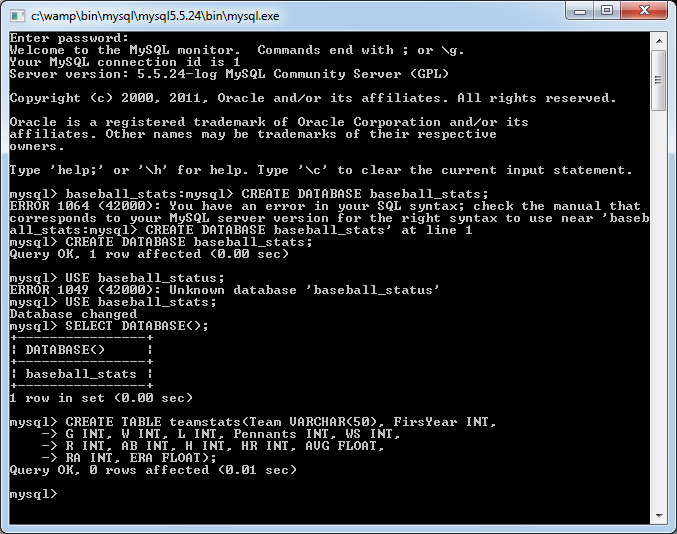 c:\wamp\bin\mysql\mysql5.5.24\bin\mysql.exe
Enter password:
Welcome to the MySQL monitor.  Commands end with ; or \g.
Your MySQL connection id is 1
Server version: 5.5.24-log MySQL Community Server (GPL)

Copyright (c) 2000, 2011, Oracle and/or its affiliates. All rights reserved.

Oracle is a registered trademark of Oracle Corporation and/or its
affiliates. Other names may be trademarks of their respective
owners.

Type 'help;' or '\h' for help. Type '\c' to clear the current input statement.

mysql> baseball_stats:mysql> CREATE DATABASE baseball_stats;
ERROR 1064 (42000): You have an error in your SQL syntax; check the manual that
corresponds to your MySQL server version for the right syntax to use near 'baseb
all_stats:mysql> CREATE DATABASE baseball_stats' at line 1
mysql> CREATE DATABASE baseball_stats;
Query OK, 1 row affected (0.00 sec)

mysql> USE baseball_status;
ERROR 1049 (42000): Unknown database 'baseball_status'
mysql> USE baseball_stats;
Database changed
mysql> SELECT DATABASE();
+----------------+
| DATABASE()     |
+----------------+
| baseball_stats |
+----------------+
1 row in set (0.00 sec)

mysql> CREATE TABLE teamstats(Team VARCHAR(50), FirsYear INT,
    -> G INT, W INT, L INT, Pennants INT, WS INT,
    -> R INT, AB INT, H INT, HR INT, AVG FLOAT,
    -> RA INT, ERA FLOAT);
Query OK, 0 rows affected (0.01 sec)

mysql>